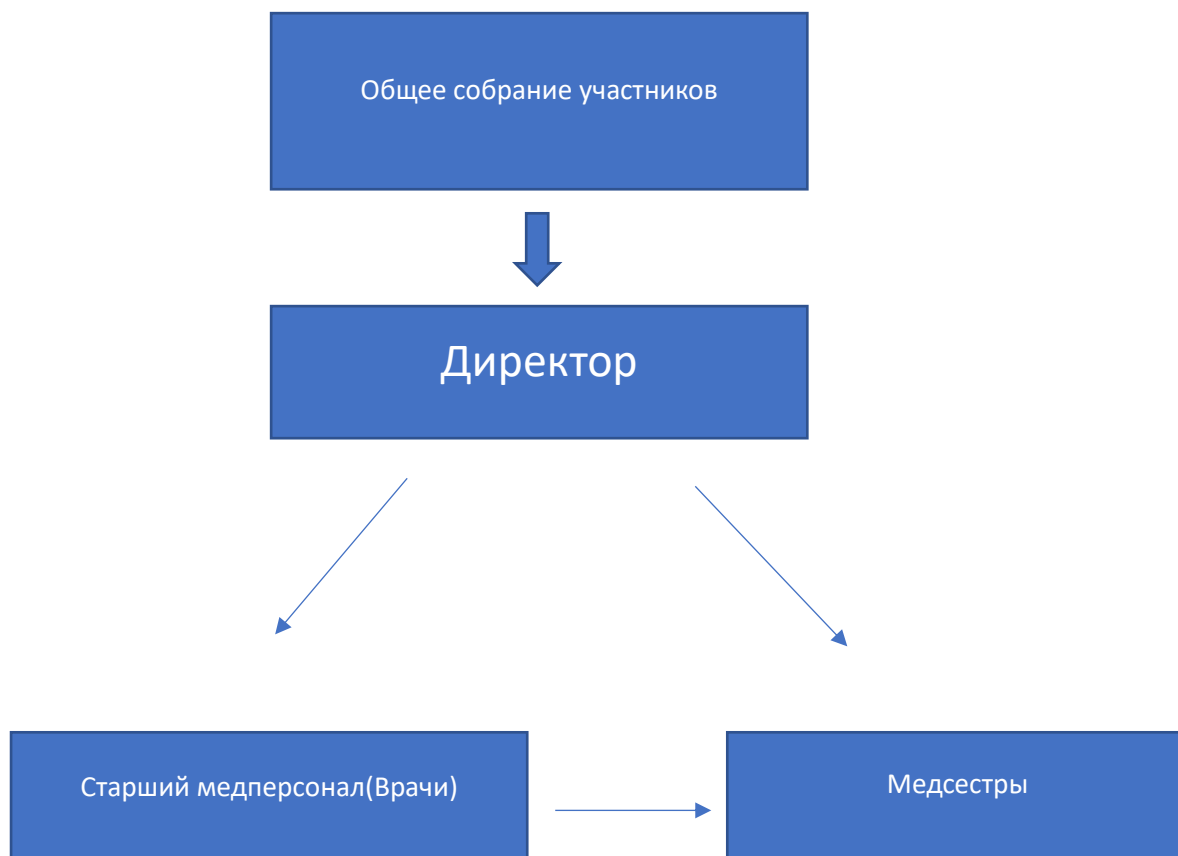 Общее собрание участников
Директор
Старший медперсонал(Врачи)
Медсестры